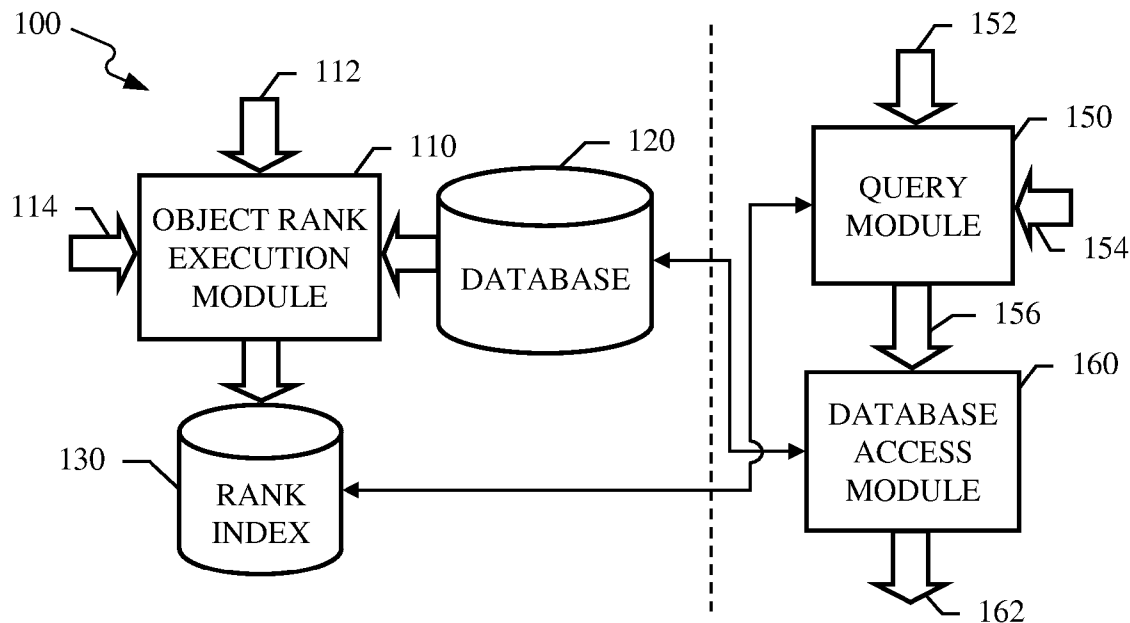 100
112
152
110
120
150
114
OBJECT RANK
EXECUTION
MODULE
DATABASE
QUERY
MODULE
154
156
160
130
RANK
INDEX
DATABASE
ACCESS
MODULE
162